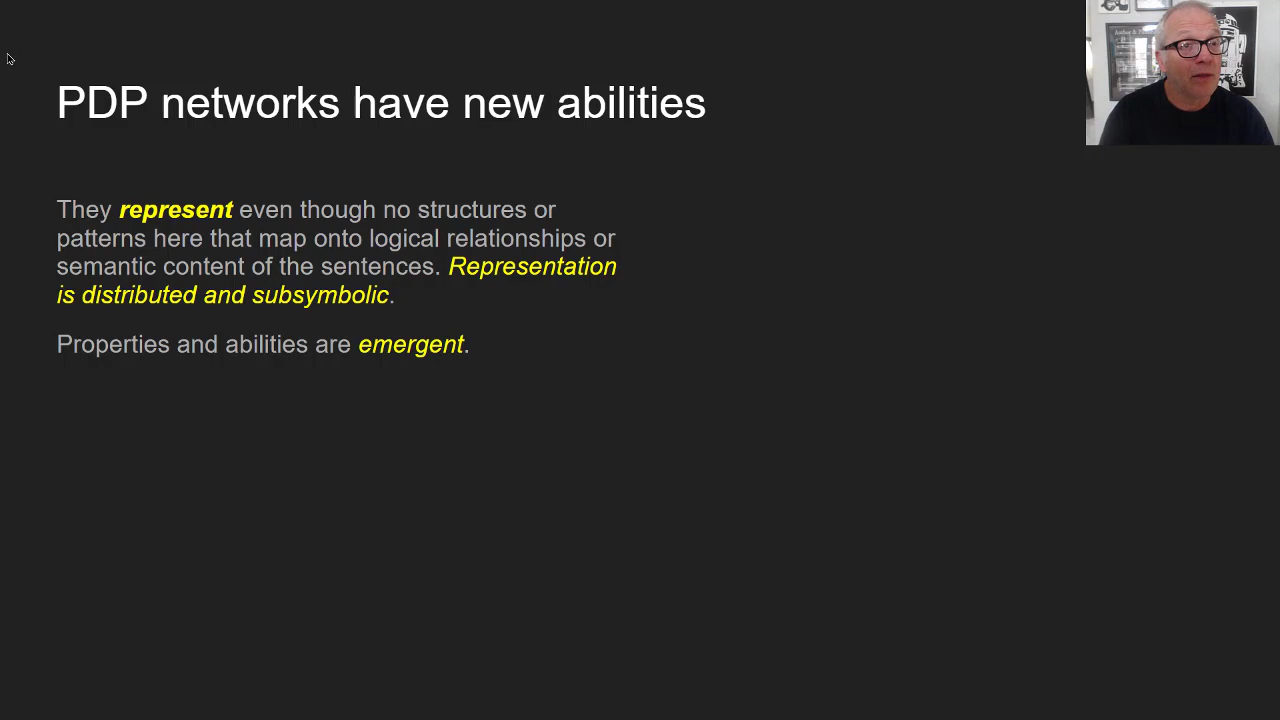 PDP networks have new abilities
They represent even though no structures or
patterns here that map onto logical relationships or
semantic content of the sentences. Representation
is distributed and subsymbolic.
Properties and abilities are emergent.